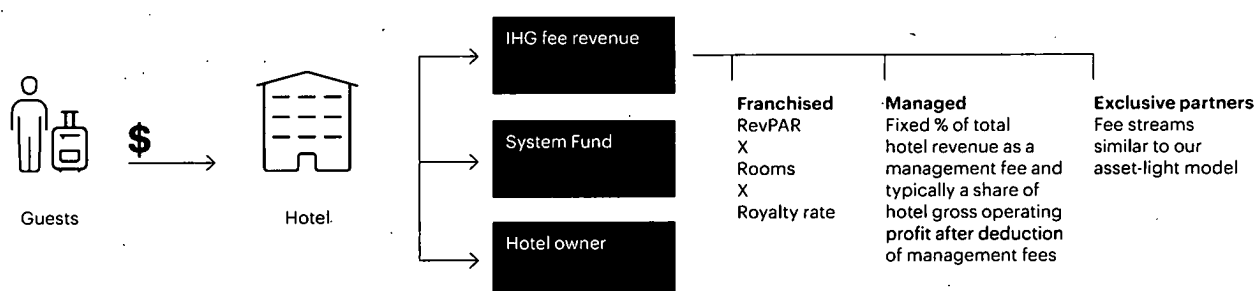 IHG fee revenue
System Fund
Hotel owner
$
Guests
Hotel
Franchised
RevPAR
X
Rooms
X
Royalty rate
Managed
Fixed % of total
hotel revenue as a
management fee and
typically a share of
hotel gross operating
profit after deduction
of management fees
Exclusive partners
Fee streams
similar to our
asset-light model